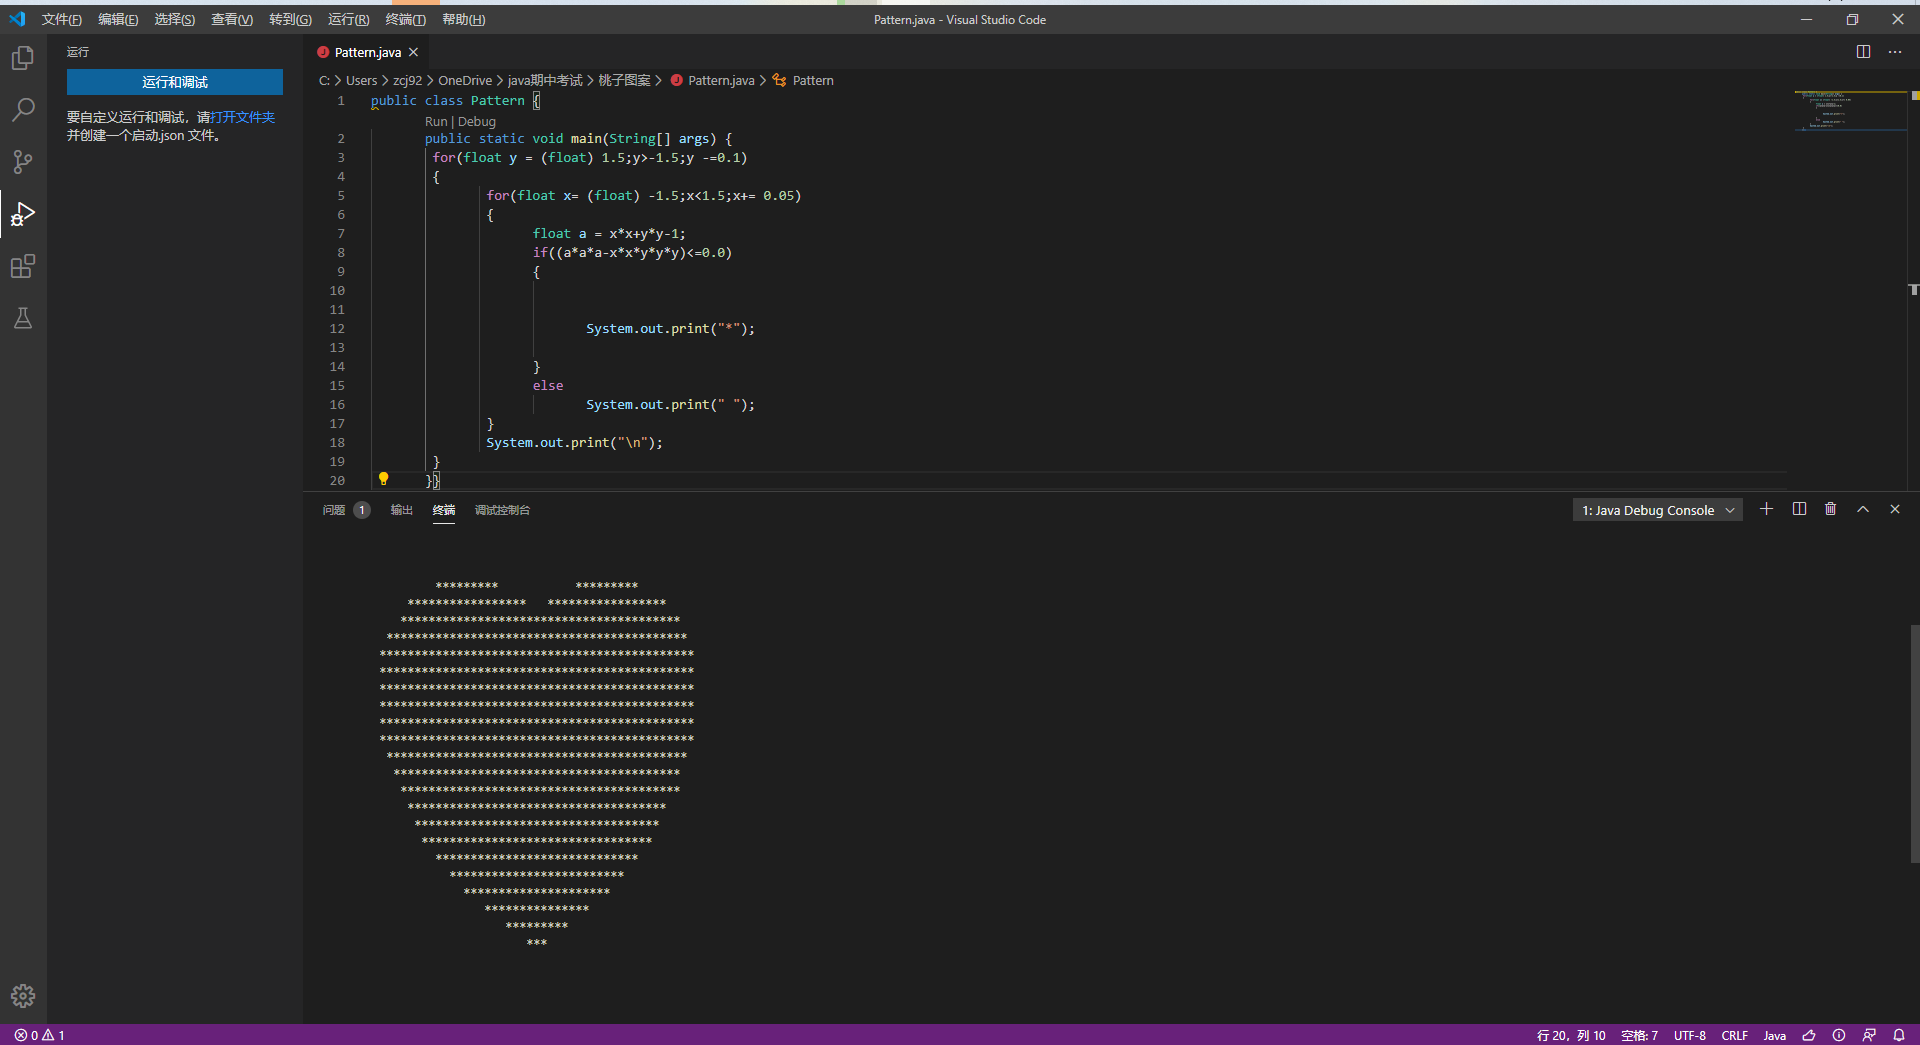 文件(F) 编辑(E) 选择(S) 查看(V) 转到(G) 运行(R) 终端(T) 帮助(H)
Pattern.java - Visual Studio Code
运行
运行和调试
要自定义运行和调试，请打开文件夹
并创建一个启动.json 文件。
Pattern.java
C: > Users > zcj92 > OneDrive > java期中考试 > 桃子图案 > Pattern.java > Pattern
1 public class Pattern {
Run | Debug
2 public static void main(String[] args) {
3 for(float y = (float) 1.5;y>-1.5;y -=0.1)
4 {
5 for(float x= (float) -1.5;x<1.5;x+= 0.05)
6 {
7 float a = x*x+y*y-1;
8 if((a*a*a-x*x*y*y*y)<=0.0)
9 {
10
11
12 System.out.print("*");
13
14 }
15 else
16 System.out.print(" ");
17 }
18 System.out.print("\n");
19 }
20 }}
问题 1 输出 终端 调试控制台
1: Java Debug Console
*********           *********
*****************   *****************
****************************************
*******************************************
*********************************************
*********************************************
*********************************************
*********************************************
*********************************************
*********************************************
*******************************************
*****************************************
****************************************
*************************************
***********************************
*********************************
*****************************
*************************
*********************
***************
*********
***
0 1
行 20，列 10 空格: 7 UTF-8 CRLF Java